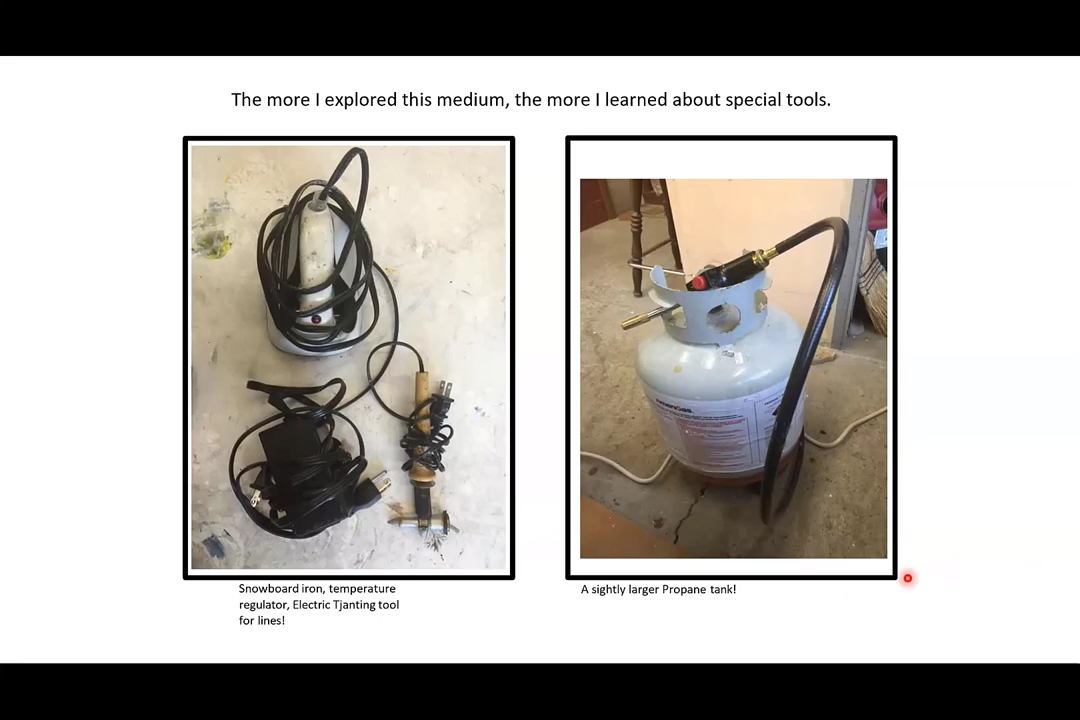 The more I explored this medium, the more I learned about special tools.
Snowboard iron, temperature
regulator, Electric Tjanting tool
for lines!
A sightly larger Propane tank!